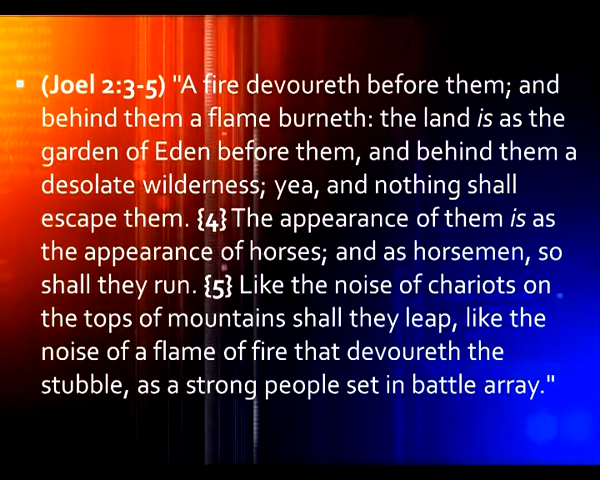 (Joel 2:3-5) "A fire devoureth before them; and
behind them a flame burneth: the land is as the
garden of Eden before them, and behind them a
desolate wilderness; yea, and nothing shall
escape them. {4} The appearance of them is as
the appearance of horses; and as horsemen, so
shall they run. {5} Like the noise of chariots on
the tops of mountains shall they leap, like the
noise of a flame of fire that devoureth the
stubble, as a strong people set in battle array."